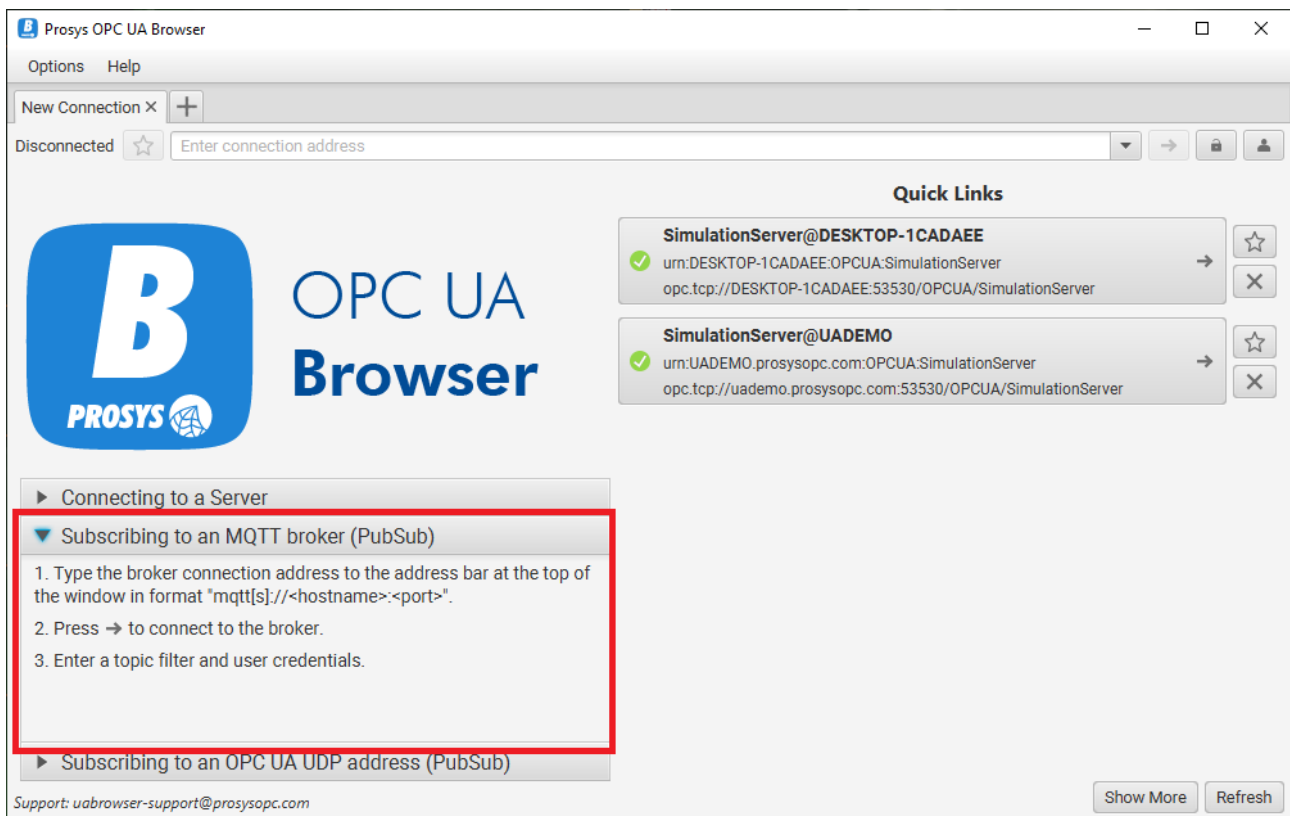 Prosys OPC UA Browser
Options Help
New Connection
Disconnected Enter connection address
B
PROSYS
OPC UA
Browser
Quick Links
SimulationServer@DESKTOP-1CADAEE
urn:DESKTOP-1CADAEE:OPCUA:SimulationServer
opc.tcp://DESKTOP-1CADAEE:53530/OPCUA/SimulationServer
SimulationServer@UADEMO
urn:UADEMO.prosysopc.com:OPCUA:SimulationServer
opc.tcp://uademo.prosysopc.com:53530/OPCUA/SimulationServer
Connecting to a Server
Subscribing to an MQTT broker (PubSub)
1. Type the broker connection address to the address bar at the top of
the window in format "mqtt[s]://<hostname>:<port>".
2. Press → to connect to the broker.
3. Enter a topic filter and user credentials.
Subscribing to an OPC UA UDP address (PubSub)
Support: uabrowser-support@prosysopc.com
Show More Refresh